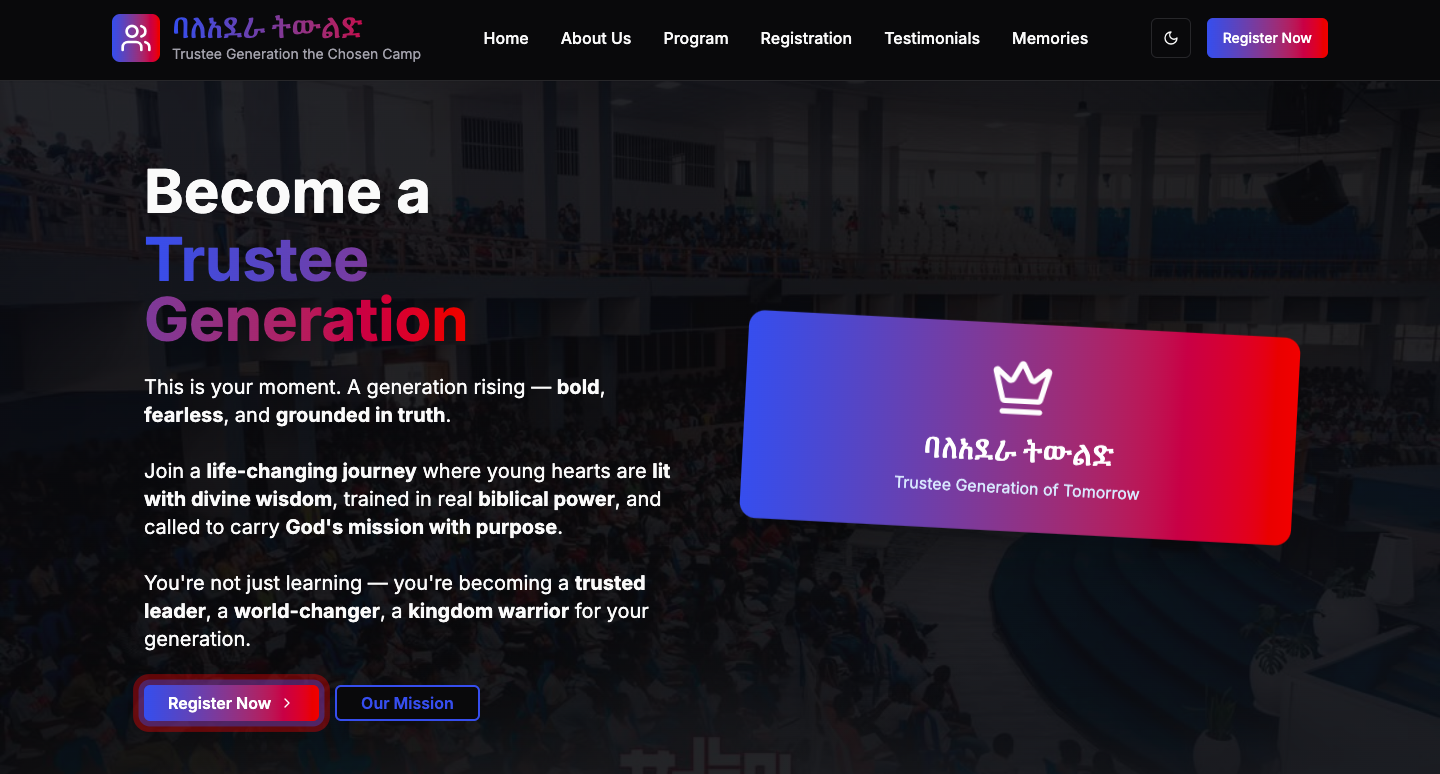 ባለአደራ ትውልድ
Trustee Generation the Chosen Camp
Home
About Us
Program
Registration
Testimonials
Memories
Register Now
Become a
Trustee
Generation
This is your moment. A generation rising — bold,
fearless, and grounded in truth.
Join a life-changing journey where young hearts are lit
with divine wisdom, trained in real biblical power, and
called to carry God's mission with purpose.
You're not just learning — you're becoming a trusted
leader, a world-changer, a kingdom warrior for your
generation.
Register Now
Our Mission
ባለአደራ ትውልድ
Trustee Generation of Tomorrow